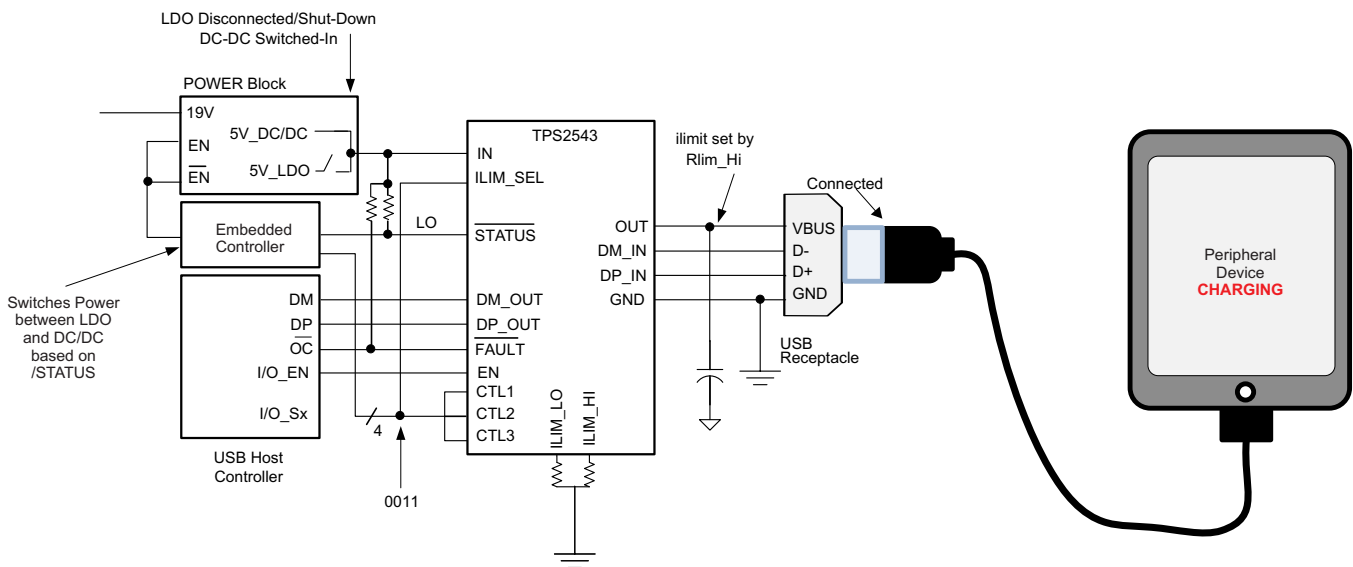 LDO Disconnected/Shut-Down
DC-DC Switched-In
POWER Block
19V
EN
EN
5V_DC/DC
5V_LDO
Embedded
Controller
LO
Switches Power
between LDO
and DC/DC
based on
/STATUS
DM
DP
OC
I/O_EN
I/O_Sx
USB Host
Controller
4
0011
TPS2543
IN
ILIM_SEL
STATUS
DM_OUT
DP_OUT
FAULT
EN
CTL1
CTL2
CTL3
ILIM_LO
ILIM_HI
OUT
DM_IN
DP_IN
GND
ilimit set by
Rlim_Hi
VBUS
D-
D+
GND
USB
Receptacle
Connected
Peripheral
Device
CHARGING